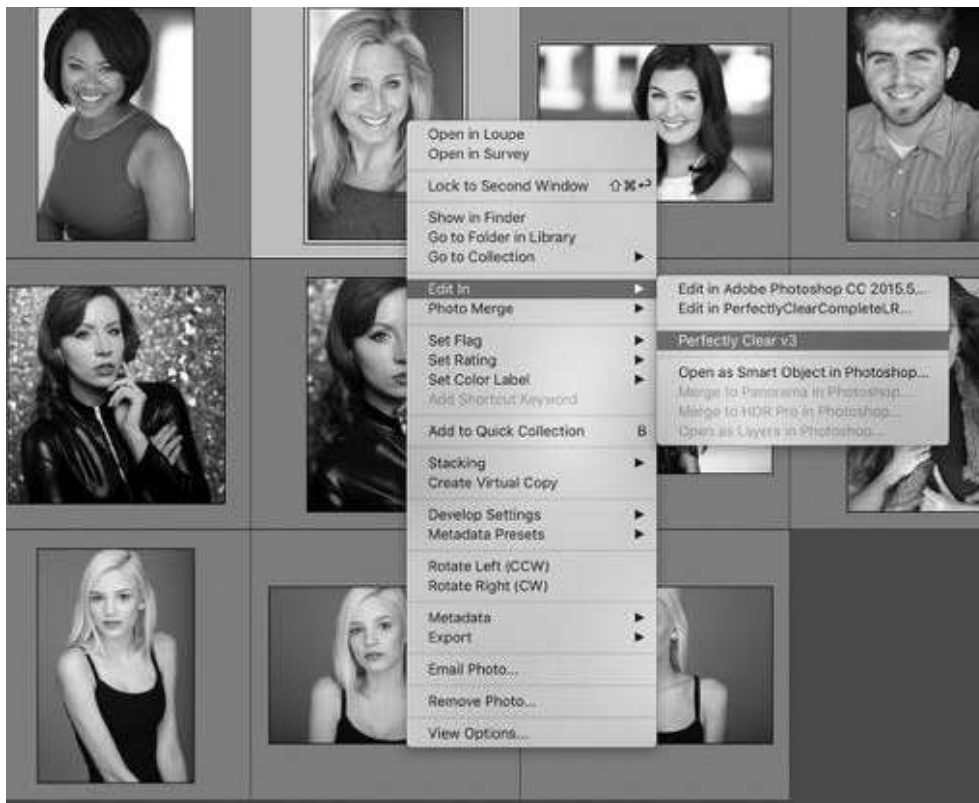 Open in Loupe
Open in Survey
Lock to Second Window ⇧⌘↩
Show in Finder
Go to Folder in Library
Go to Collection ▶
Edit In ▶
Photo Merge ▶
Set Flag ▶
Set Rating ▶
Set Color Label ▶
Add Shortcut Keyword
Add to Quick Collection B
Stacking ▶
Create Virtual Copy
Develop Settings ▶
Metadata Presets ▶
Rotate Left (CCW)
Rotate Right (CW)
Metadata ▶
Export ▶
Email Photo...
Remove Photo...
View Options...
Edit in Adobe Photoshop CC 2015.5...
Edit in PerfectlyClearCompleteLR...
Perfectly Clear v3
Open as Smart Object in Photoshop...
Merge to Panorama in Photoshop...
Merge to HDR Pro in Photoshop...
Open as Layers in Photoshop...